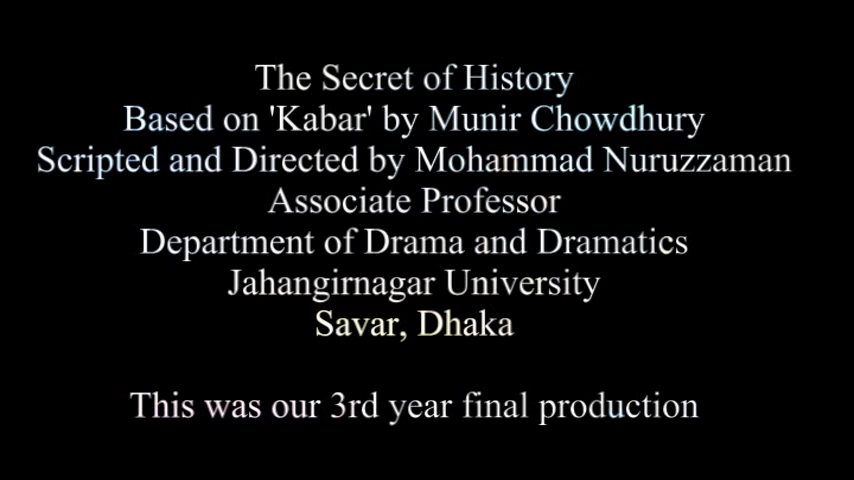 The Secret of History
Based on 'Kabar' by Munir Chowdhury
Scripted and Directed by Mohammad Nuruzzaman
Associate Professor
Department of Drama and Dramatics
Jahangirnagar University
Savar, Dhaka
This was our 3rd year final production